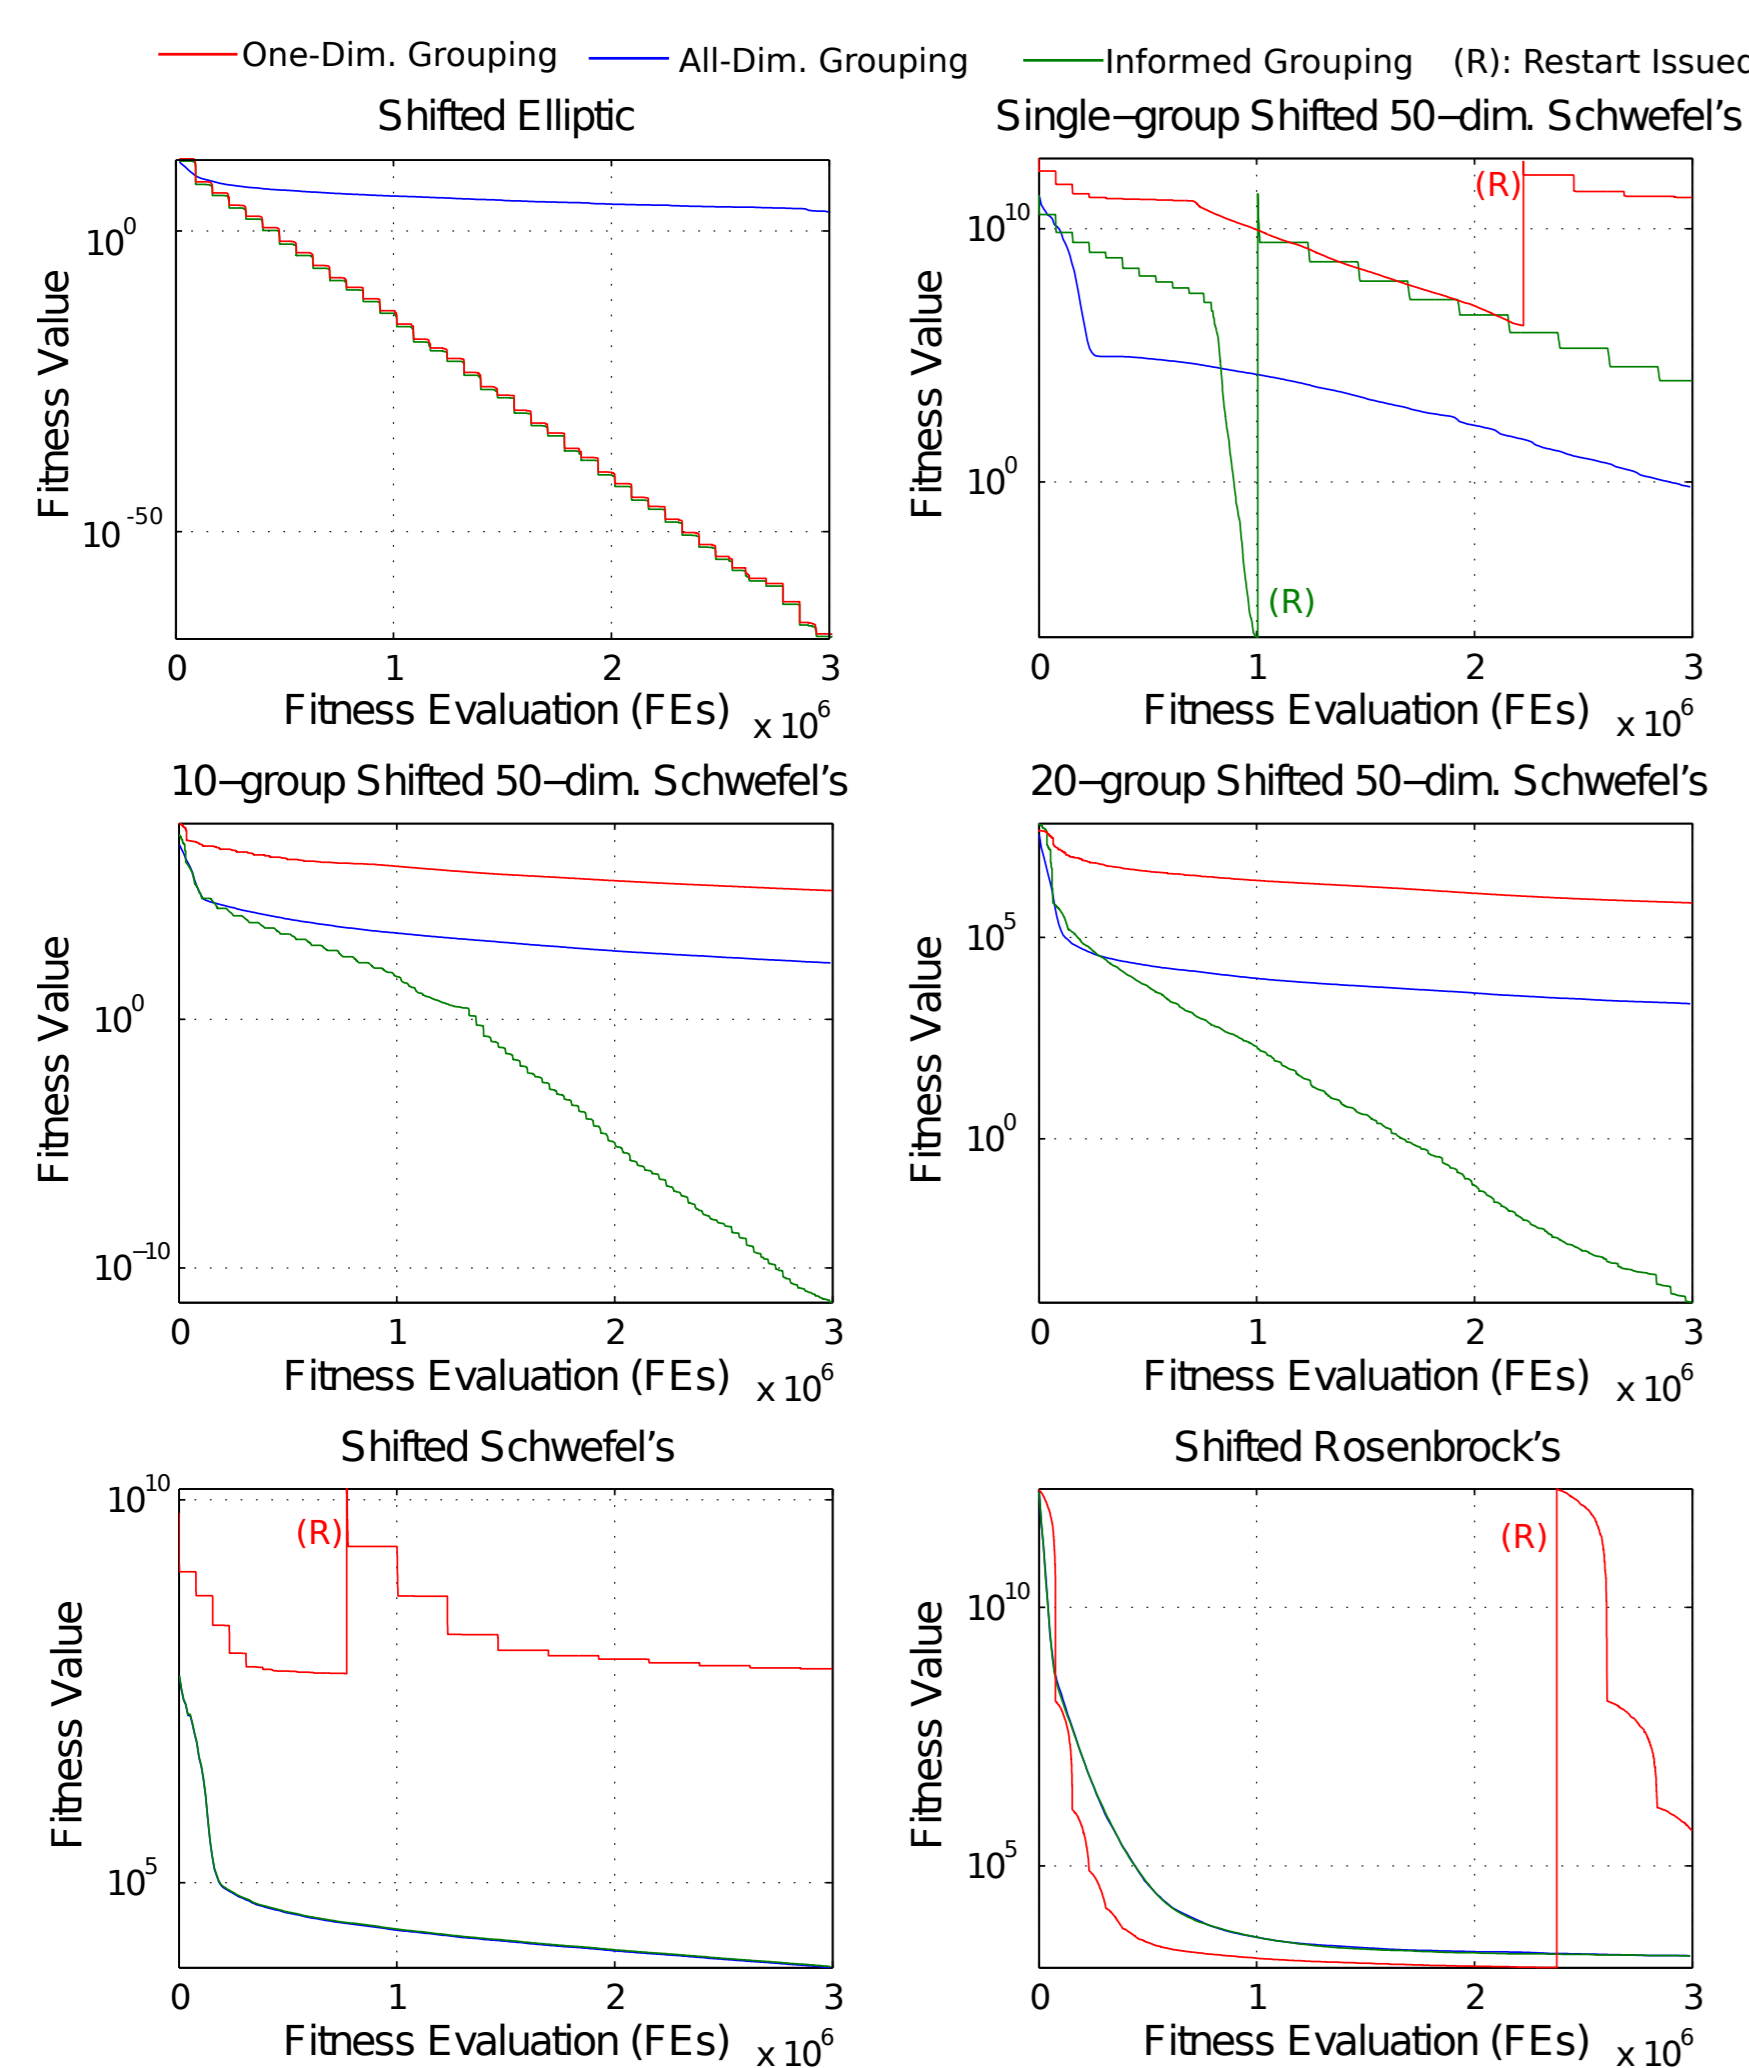 One-Dim. Grouping All-Dim. Grouping Informed Grouping (R): Restart Issued
Shifted Elliptic
Fitness Value
10^0
10^-50
0 1 2 3
Fitness Evaluation (FEs) x 10^6
Single-group Shifted 50-dim. Schwefel's
Fitness Value
10^10
10^0
(R)
(R)
0 1 2 3
Fitness Evaluation (FEs) x 10^6
10-group Shifted 50-dim. Schwefel's
Fitness Value
10^0
10^-10
0 1 2 3
Fitness Evaluation (FEs) x 10^6
20-group Shifted 50-dim. Schwefel's
Fitness Value
10^5
10^0
0 1 2 3
Fitness Evaluation (FEs) x 10^6
Shifted Schwefel's
Fitness Value
10^10
(R)
10^5
0 1 2 3
Fitness Evaluation (FEs) x 10^6
Shifted Rosenbrock's
Fitness Value
(R)
10^10
10^5
0 1 2 3
Fitness Evaluation (FEs) x 10^6